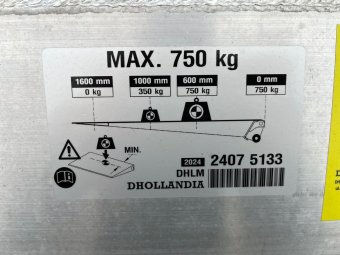 MAX. 750 kg
1600 mm 1000 mm 600 mm 0 mm
0 kg 350 kg 750 kg 750 kg
MIN.
2024 2407 5133
DHLM
DHOLLANDIA